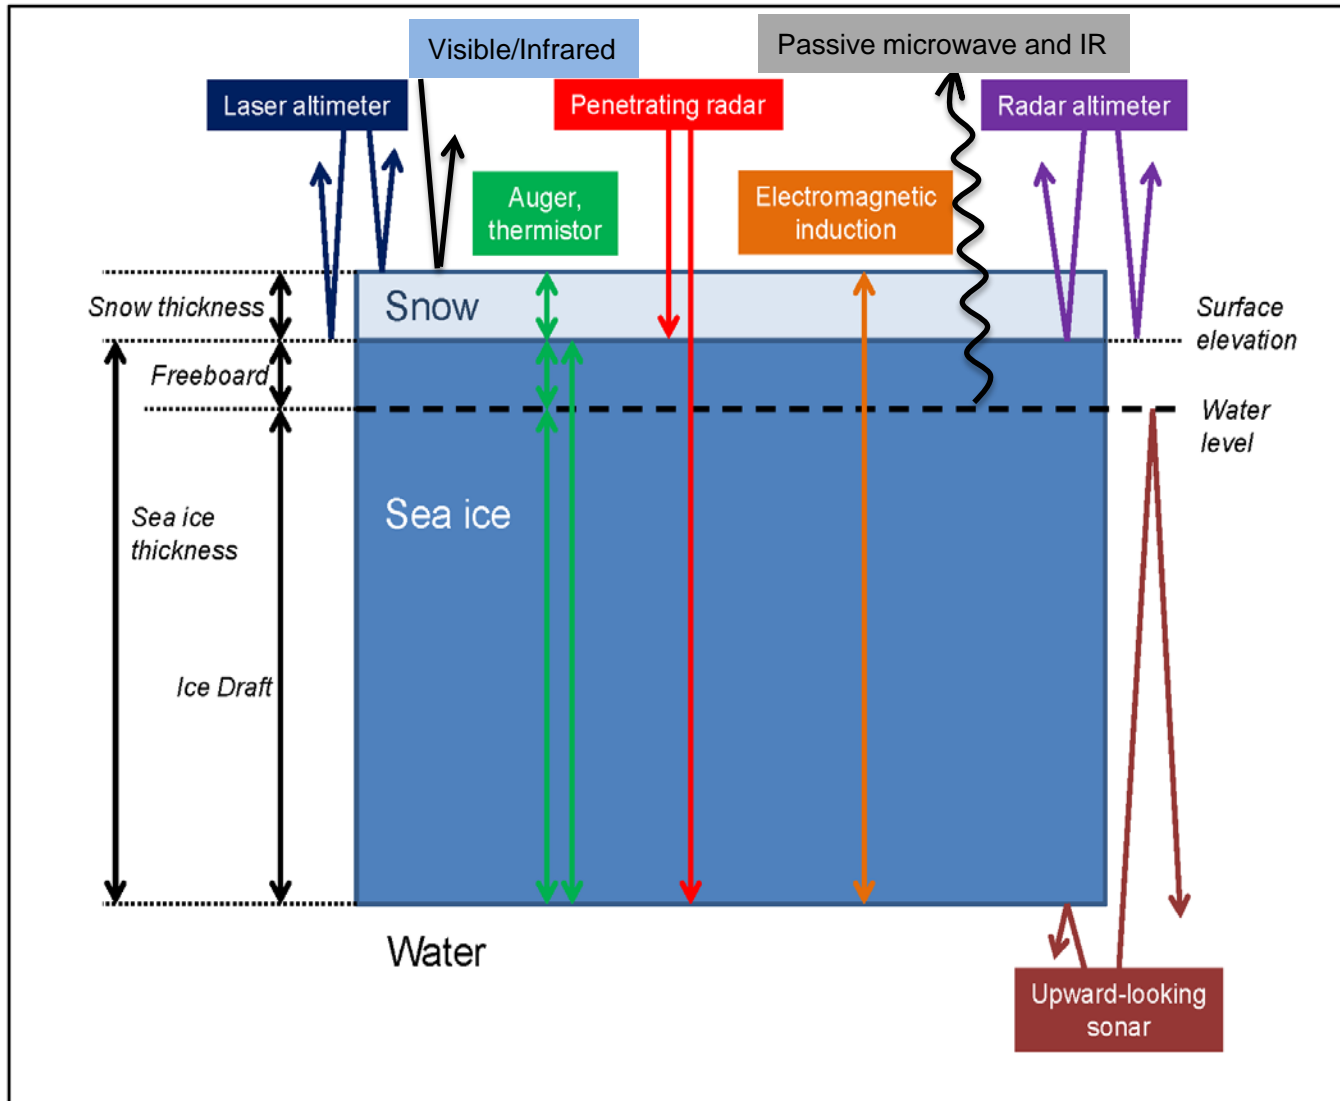 Visible/Infrared
Passive microwave and IR
Laser altimeter
Penetrating radar
Radar altimeter
Auger,
thermistor
Electromagnetic
induction
Snow thickness
Snow
Surface
elevation
Freeboard
Water
level
Sea ice
thickness
Sea ice
Ice Draft
Water
Upward-looking
sonar